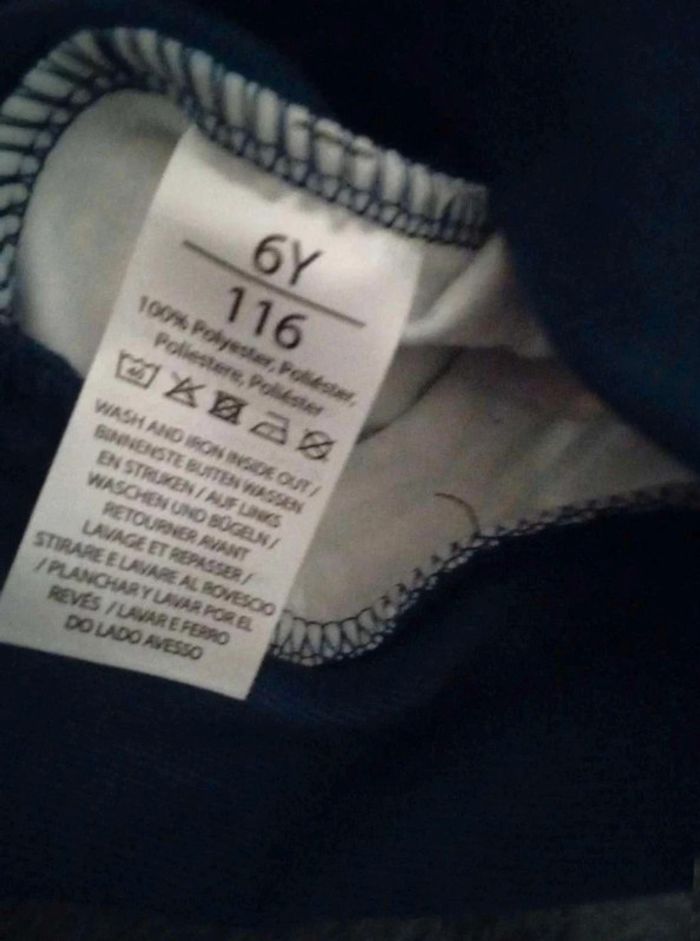 6Y
116
100% Polyester, Poliéster,
Poliestere, Poliéster
40
WASH AND IRON INSIDE OUT /
BINNENSTE BUITEN WASSEN
EN STRIJKEN / AUF LINKS
WASCHEN UND BÜGELN /
RETOURNER AVANT
LAVAGE ET REPASSER /
STIRARE E LAVARE AL ROVESCIO
/ PLANCHAR Y LAVAR POR EL
REVÉS / LAVAR E FERRO
DO LADO AVESSO